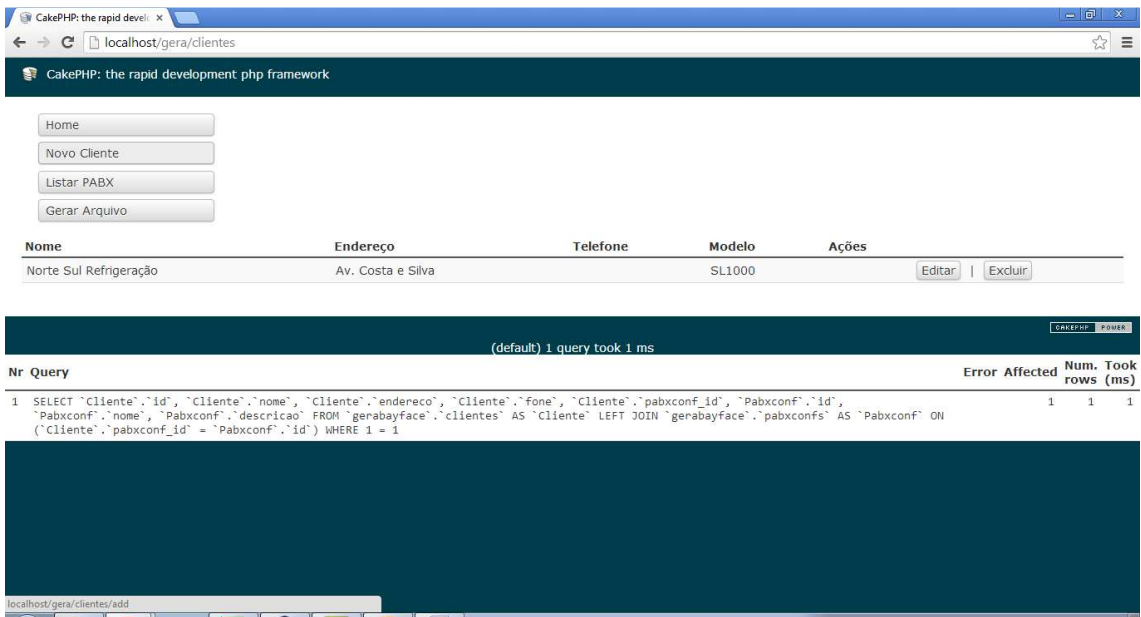 CakePHP: the rapid devel
localhost/gera/clientes
CakePHP: the rapid development php framework
Home
Novo Cliente
Listar PABX
Gerar Arquivo
Nome Endereço Telefone Modelo Ações
Norte Sul Refrigeração Av. Costa e Silva SL1000 Editar | Excluir
CAKEPHP POWER
(default) 1 query took 1 ms
Nr Query Error Affected Num. rows Took (ms)
1 SELECT `Cliente`.`id`, `Cliente`.`nome`, `Cliente`.`endereco`, `Cliente`.`fone`, `Cliente`.`pabxconf_id`, `Pabxconf`.`id`, 1 1 1
`Pabxconf`.`nome`, `Pabxconf`.`descricao` FROM `gerabayface`.`clientes` AS `Cliente` LEFT JOIN `gerabayface`.`pabxconfs` AS `Pabxconf` ON
(`Cliente`.`pabxconf_id` = `Pabxconf`.`id`) WHERE 1 = 1
localhost/gera/clientes/add